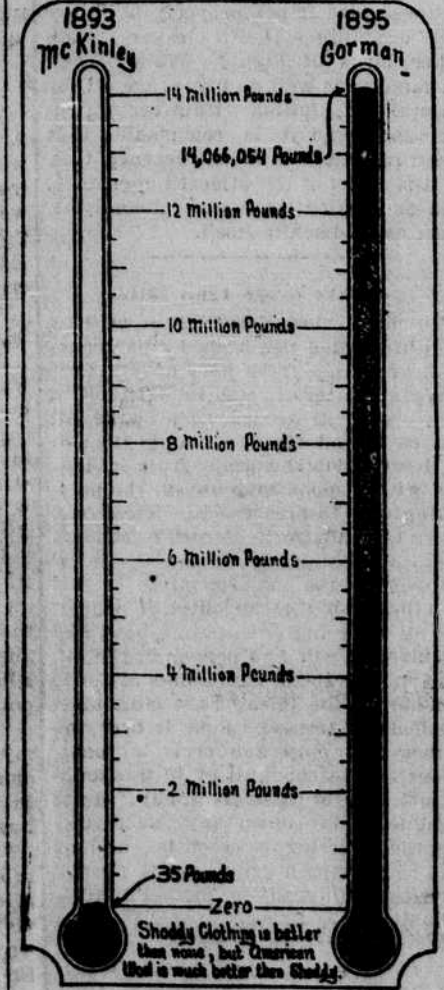 1893
McKinley
1895
Gorman
14 Million Pounds
14,066,054 Pounds
12 Million Pounds
10 Million Pounds
8 Million Pounds
6 Million Pounds
4 Million Pounds
2 Million Pounds
35 Pounds
Zero
Shoddy Clothing is better
than none, but American
Wool is much better than Shoddy.